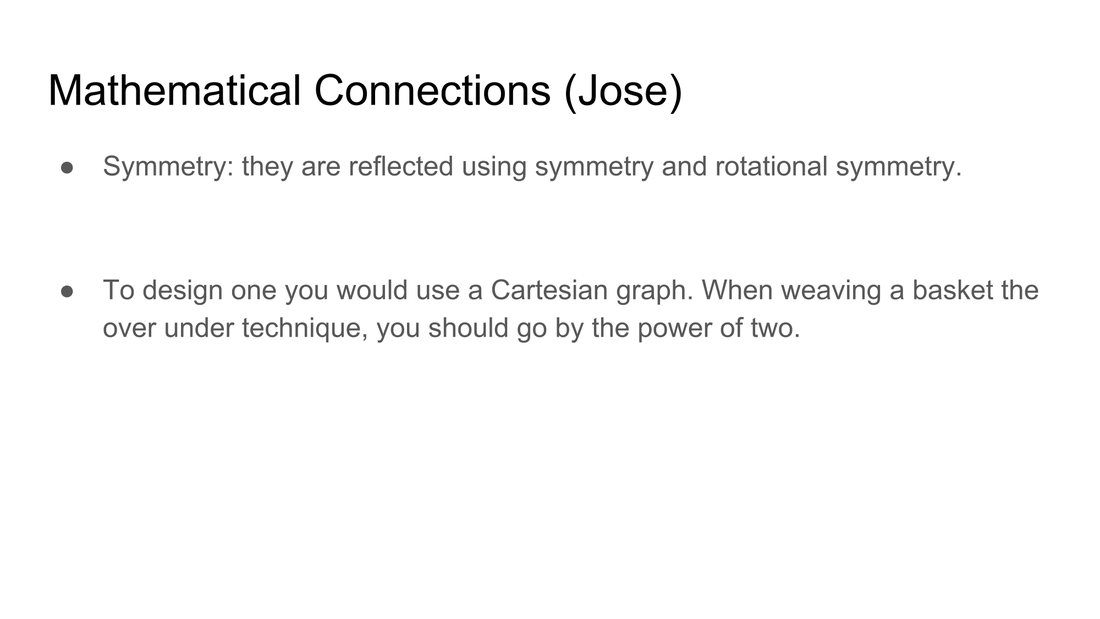 Mathematical Connections (Jose)
● Symmetry: they are reflected using symmetry and rotational symmetry.
● To design one you would use a Cartesian graph. When weaving a basket the
over under technique, you should go by the power of two.